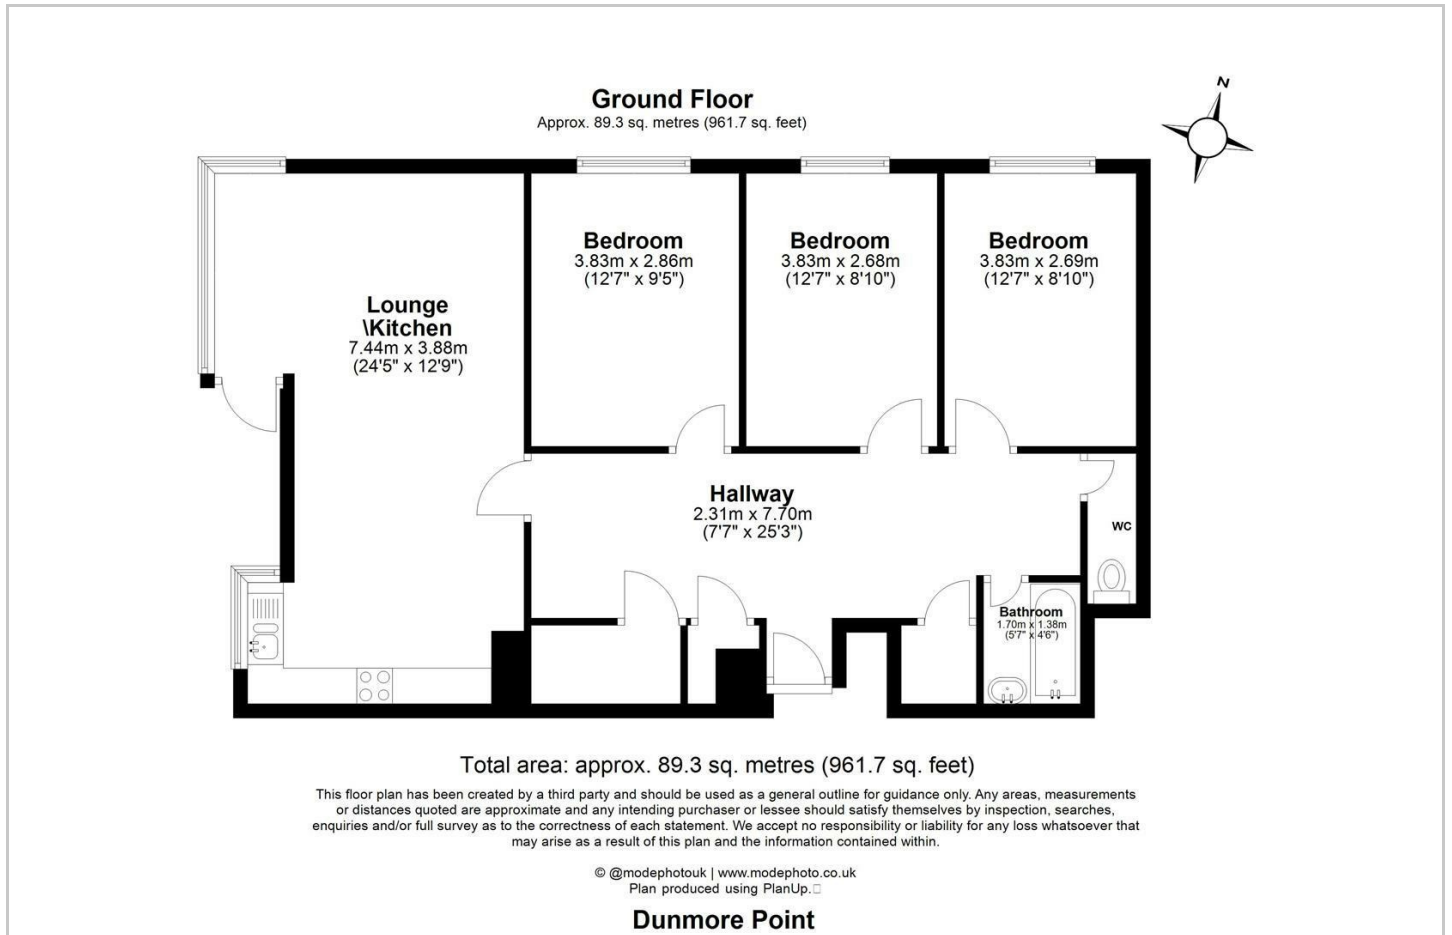 N
Ground Floor
Approx. 89.3 sq. metres (961.7 sq. feet)
Bedroom
3.83m x 2.86m
(12'7" x 9'5")
Bedroom
3.83m x 2.68m
(12'7" x 8'10")
Bedroom
3.83m x 2.69m
(12'7" x 8'10")
Lounge
\Kitchen
7.44m x 3.88m
(24'5" x 12'9")
Hallway
2.31m x 7.70m
(7'7" x 25'3")
WC
Bathroom
1.70m x 1.38m
(5'7" x 4'6")
Total area: approx. 89.3 sq. metres (961.7 sq. feet)
This floor plan has been created by a third party and should be used as a general outline for guidance only. Any areas, measurements
or distances quoted are approximate and any intending purchaser or lessee should satisfy themselves by inspection, searches,
enquiries and/or full survey as to the correctness of each statement. We accept no responsibility or liability for any loss whatsoever that
may arise as a result of this plan and the information contained within.
© @modephotouk | www.modephoto.co.uk
Plan produced using PlanUp.
Dunmore Point